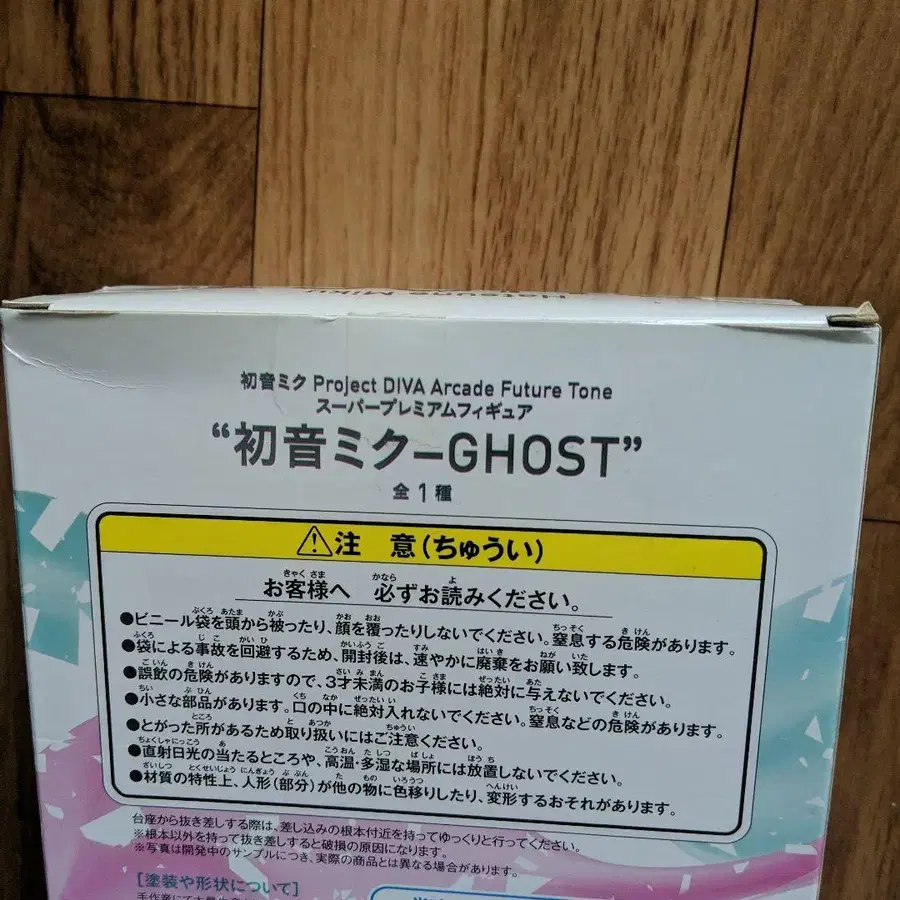 Hatsune Miku
初音ミク Project DIVA Arcade Future Tone
スーパープレミアムフィギュア
“初音ミク–GHOST”
全1種
⚠注 意(ちゅうい)
お客様へ 必ずお読みください。
●ビニール袋を頭から被ったり、顔を覆ったりしないでください。窒息する危険があります。
●袋による事故を回避するため、開封後は、速やかに廃棄をお願い致します。
●誤飲の危険がありますので、3才未満のお子様には絶対に与えないでください。
●小さな部品があります。口の中に絶対入れないでください。窒息などの危険があります。
●とがった所があるため取り扱いにはご注意ください。
●直射日光の当たるところや、高温・多湿な場所には放置しないでください。
●材質の特性上、人形(部分)が他の物に色移りしたり、変形するおそれがあります。
台座から抜き差しする際は、差し込みの根本付近を持ってゆっくりと行ってください。
※根本以外を持って抜き差しすると破損の原因になります。
※写真は開発中のサンプルにつき、実際の商品とは異なる場合があります。
[塗装や形状について]